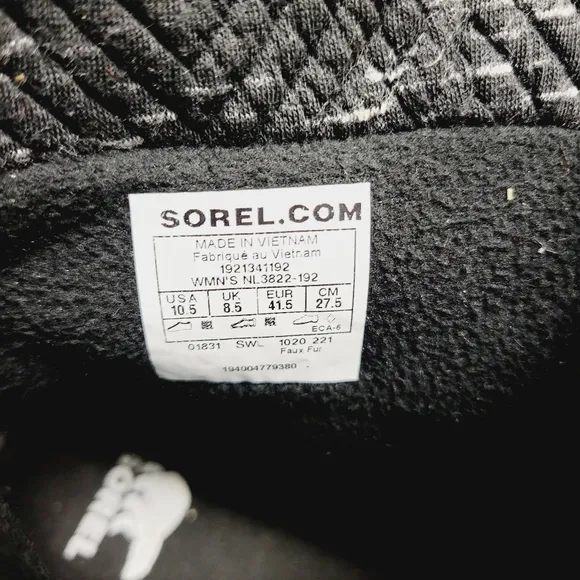 SOREL.COM
MADE IN VIETNAM
Fabriqué au Vietnam
1921341192
WMN'S NL3822-192
USA UK EUR CM
10.5 8.5 41.5 27.5
ECA-6
01831 SWL 1020 221
Faux Fur
194004779380
SOREL